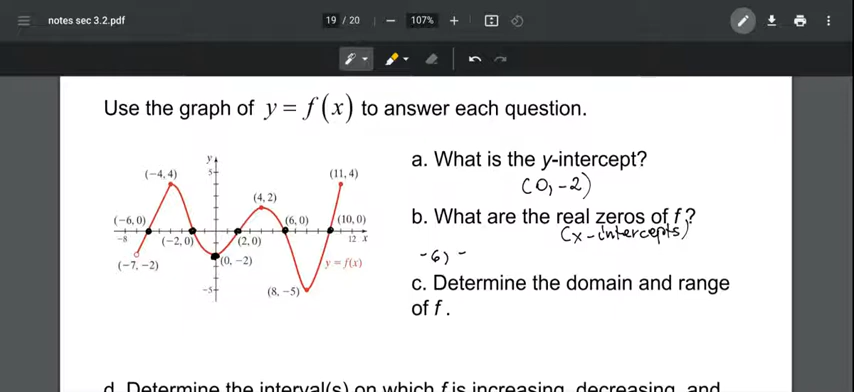 notes sec 3.2.pdf
19 / 20
107%
Use the graph of y = f(x) to answer each question.
y
5
(-4, 4)
(11, 4)
(4, 2)
(-6, 0)
(6, 0)
(10, 0)
-8
(-2, 0)
(2, 0)
12 x
(-7, -2)
(0, -2)
y = f(x)
-5
(8, -5)
a. What is the y-intercept?
(0, -2)
b. What are the real zeros of f?
(x-intercepts)
-6, -
c. Determine the domain and range
of f.
d. Determine the interval(s) on which f is increasing, decreasing, and